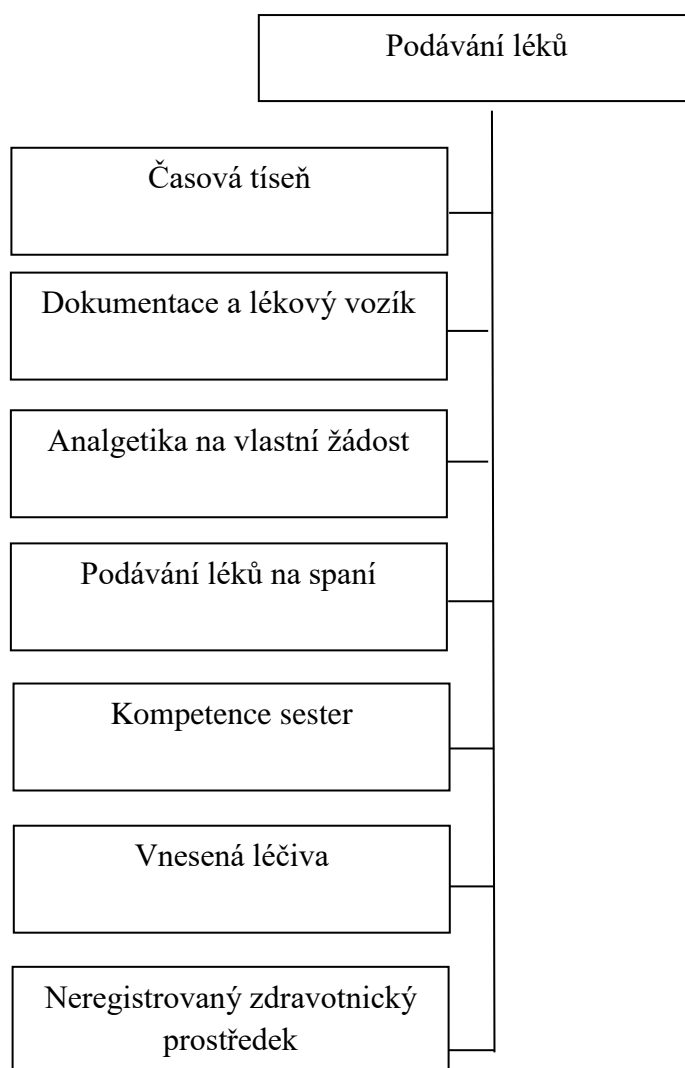 Podávání léků
Časová tíseň
Dokumentace a lékový vozík
Analgetika na vlastní žádost
Podávání léků na spaní
Kompetence sester
Vnesená léčiva
Neregistrovaný zdravotnický
prostředek